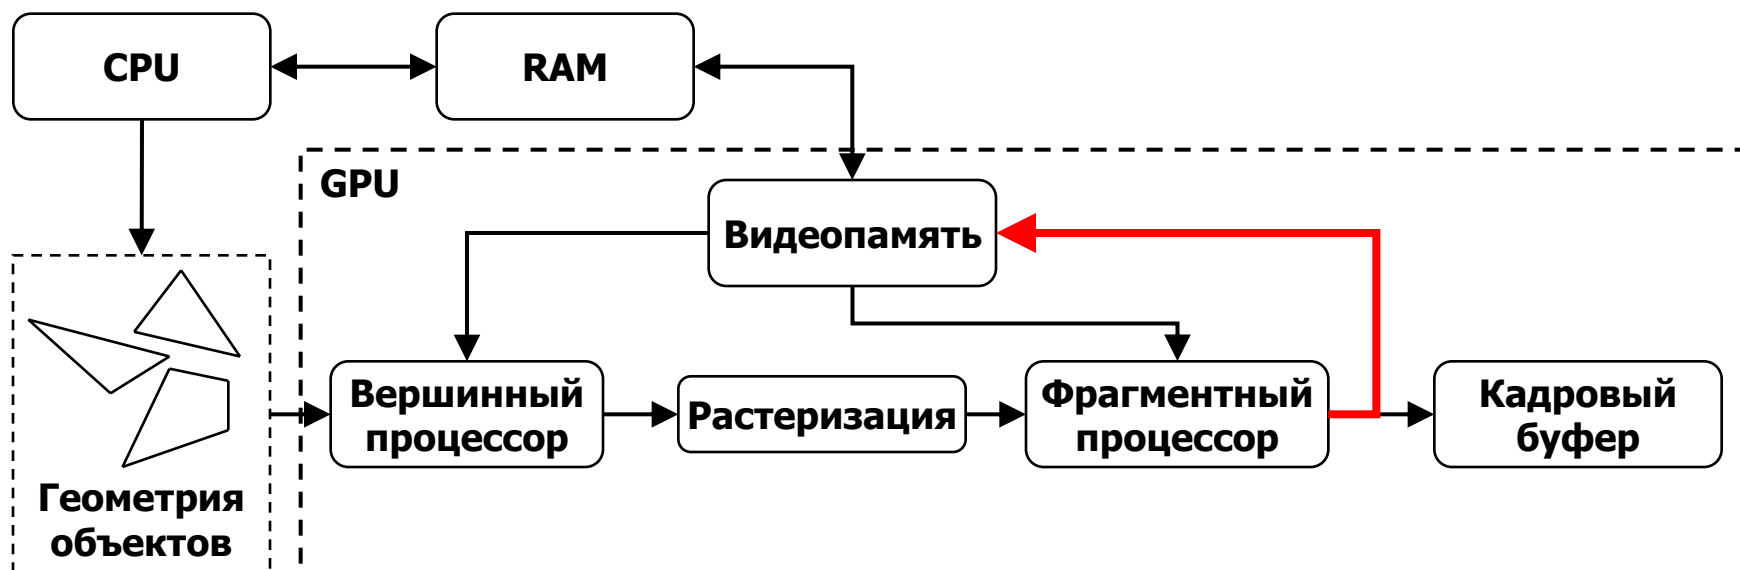 CPU
RAM
GPU
Видеопамять
Вершинный
процессор
Растеризация
Фрагментный
процессор
Кадровый
буфер
Геометрия
объектов